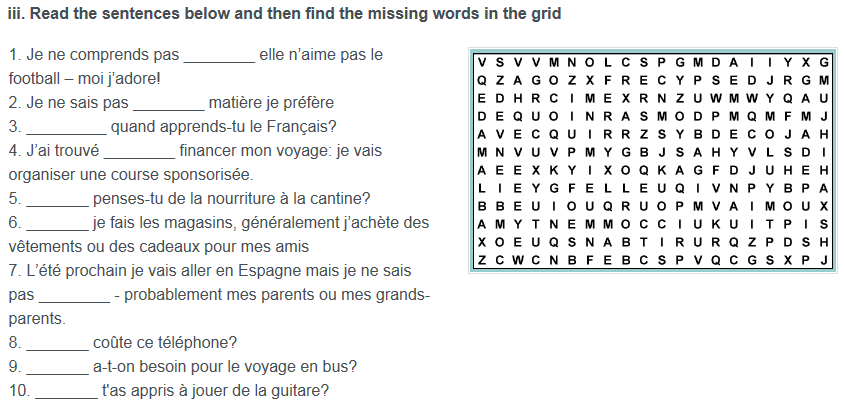 iii. Read the sentences below and then find the missing words in the grid
1. Je ne comprends pas ________ elle n’aime pas le
football – moi j’adore!
2. Je ne sais pas ________ matière je préfère
3. _________ quand apprends-tu le Français?
4. J’ai trouvé ________ financer mon voyage: je vais
organiser une course sponsorisée.
5. _______ penses-tu de la nourriture à la cantine?
6. _______ je fais les magasins, généralement j’achète des
vêtements ou des cadeaux pour mes amis
7. L’été prochain je vais aller en Espagne mais je ne sais
pas ________ - probablement mes parents ou mes grands-
parents.
8. _______ coûte ce téléphone?
9. _______ a-t-on besoin pour le voyage en bus?
10. _______ t'as appris à jouer de la guitare?
V S V V M N O L C S P G M D A I I Y X G
Q Z A G O Z X F R E C Y P S E D J R G M
E D H R C I M E X R N Z U W M W Y Q A U
D E Q U O I N R A S M O D P M Q M F M J
A V E C Q U I R R Z S Y B D E C O J A H
M N V U V P M Y G B J S A H Y V L S D I
A E E X K Y I X O Q K A G F D J U H E H
L I E Y G F E L L E U Q I V N P Y B P A
B B E U I O U Q R U O P M V A I M O U X
A M Y T N E M M O C C I U K U I T P I S
X O E U Q S N A B T I R U R Q Z P D S H
Z C W C N B F E B C S P V Q C G S X P J